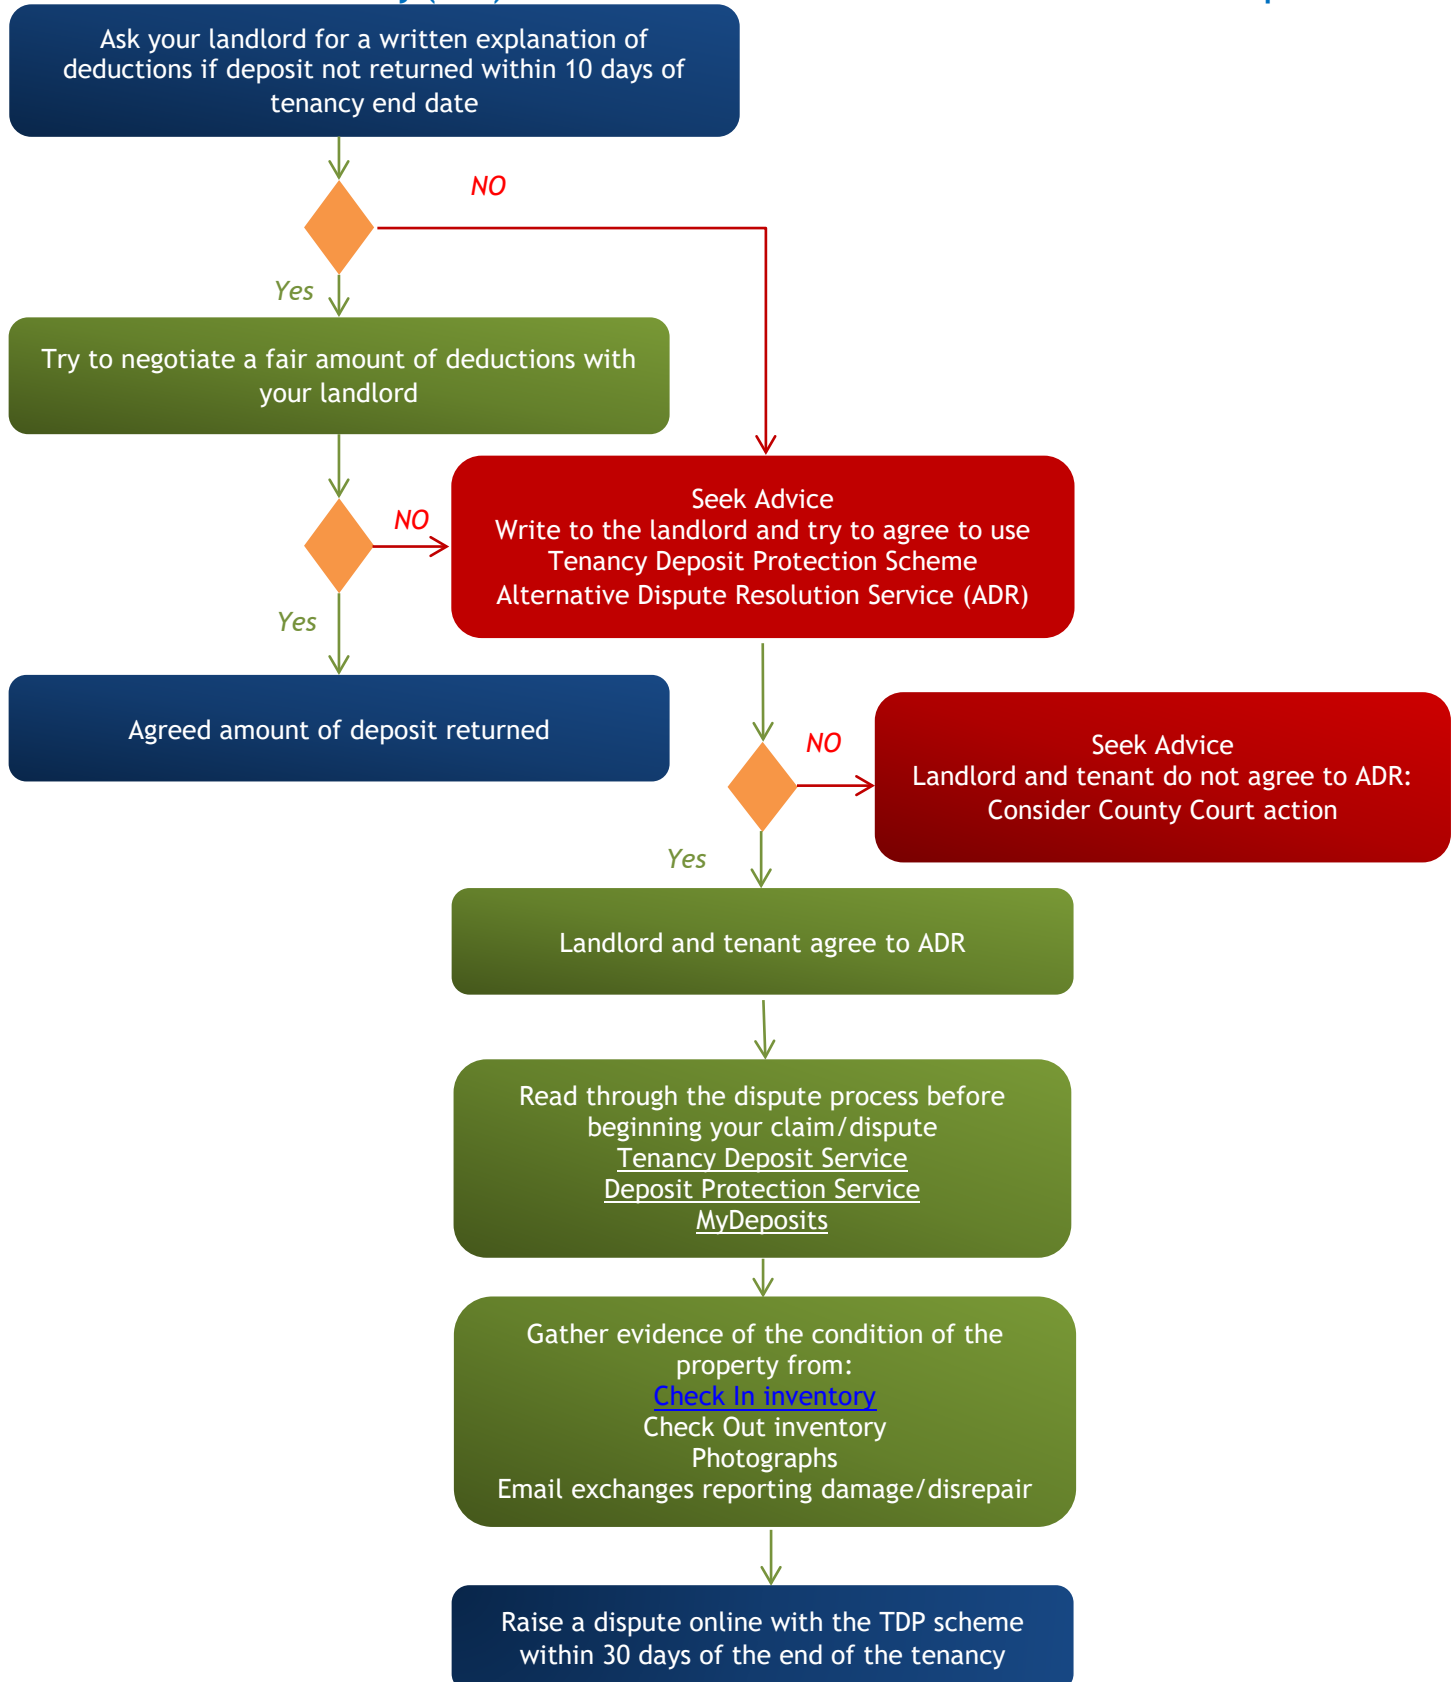 Ask your landlord for a written explanation of
deductions if deposit not returned within 10 days of
tenancy end date
NO
Yes
Try to negotiate a fair amount of deductions with
your landlord
Seek Advice
Write to the landlord and try to agree to use
Tenancy Deposit Protection Scheme
Alternative Dispute Resolution Service (ADR)
NO
Yes
Agreed amount of deposit returned
NO
Seek Advice
Landlord and tenant do not agree to ADR:
Consider County Court action
Yes
Landlord and tenant agree to ADR
Read through the dispute process before
beginning your claim/dispute
Tenancy Deposit Service
Deposit Protection Service
MyDeposits
Gather evidence of the condition of the
property from:
Check In inventory
Check Out inventory
Photographs
Email exchanges reporting damage/disrepair
Raise a dispute online with the TDP scheme
within 30 days of the end of the tenancy